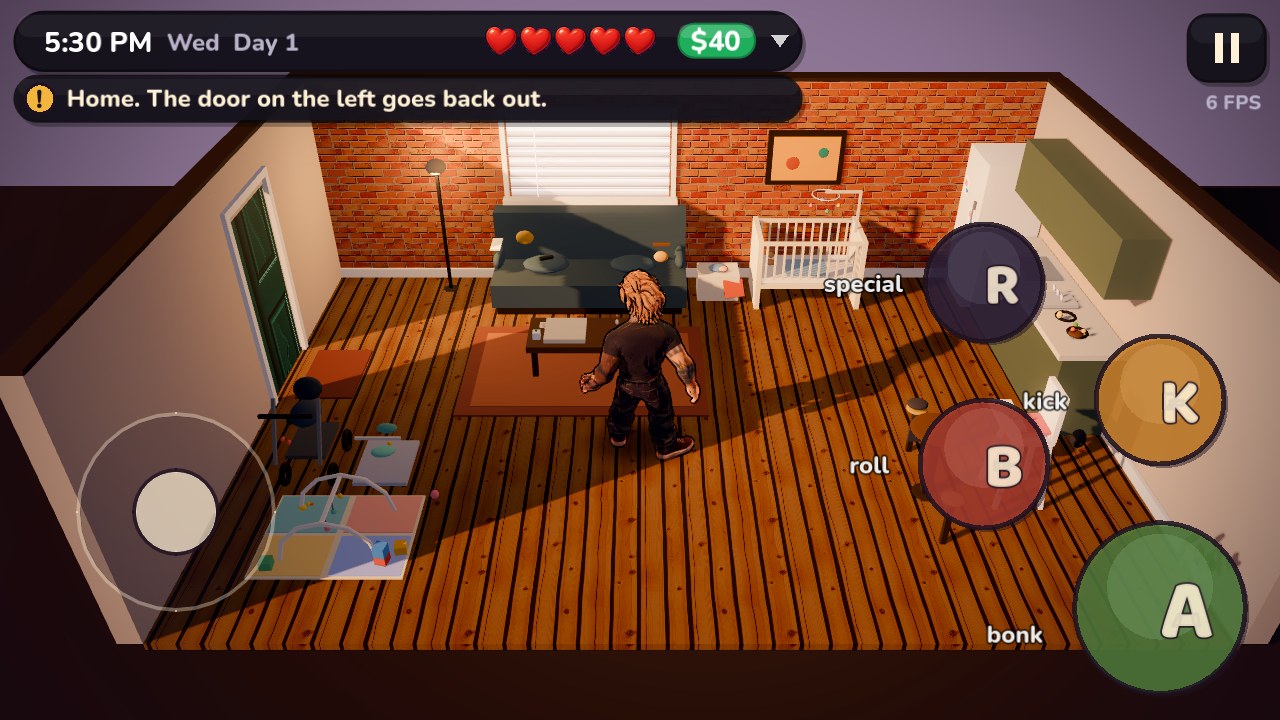 5:30 PM Wed Day 1 $40
6 FPS
Home. The door on the left goes back out.
special R
kick K
roll B
bonk A